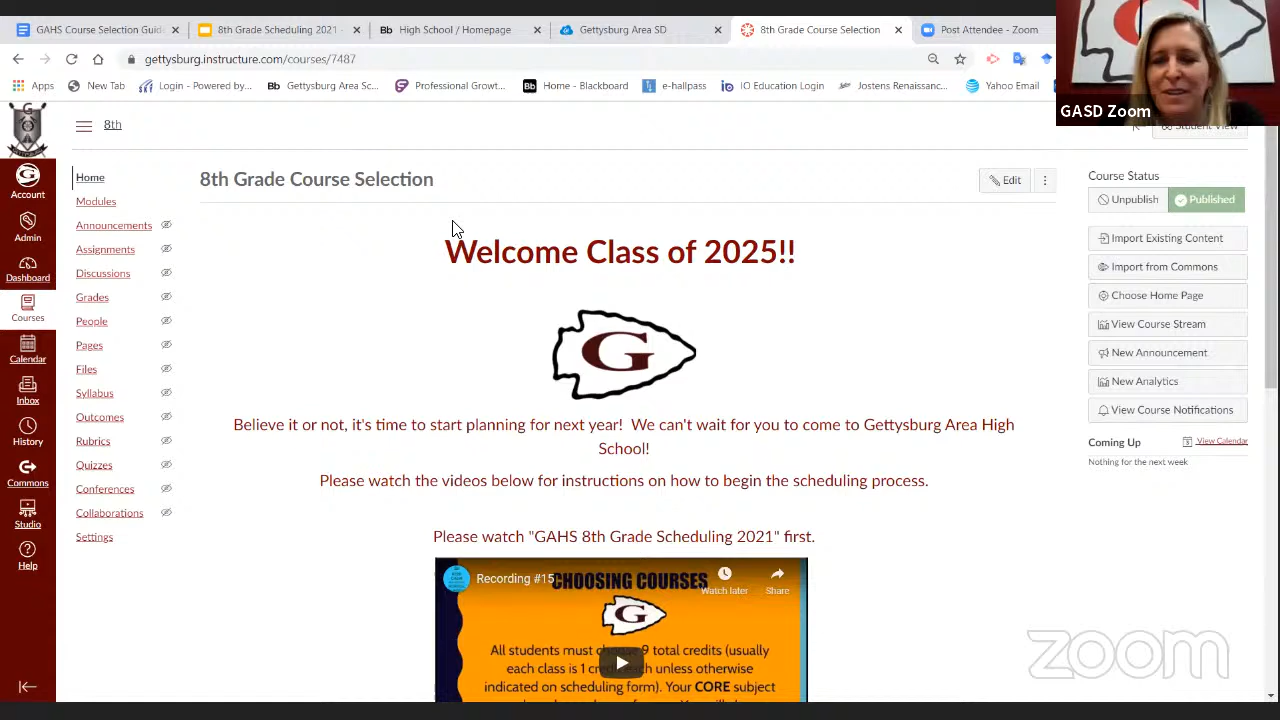 GAHS Course Selection Guid
8th Grade Scheduling 2021 -
Bb High School / Homepage
Gettysburg Area SD
8th Grade Course Selection
Post Attendee - Zoom
gettysburg.instructure.com/courses/748
Apps
New Tab
Login - Powered by...
Bb Gettysburg Area Sc...
Professional Growt...
Bb Home - Blackboard
e-hallpass
IO Education Login
Jostens Renaissanc...
Yahoo Email
GASD Zoom
8th
Student View
Account
Admin
Dashboard
Courses
Calendar
Inbox
History
Commons
Studio
Help
Home
Modules
Announcements
Assignments
Discussions
Grades
People
Pages
Files
Syllabus
Outcomes
Rubrics
Quizzes
Conferences
Collaborations
Settings
8th Grade Course Selection
Edit
Welcome Class of 2025!!
G
Believe it or not, it's time to start planning for next year! We can't wait for you to come to Gettysburg Area High
School!
Please watch the videos below for instructions on how to begin the scheduling process.
Please watch "GAHS 8th Grade Scheduling 2021" first.
Recording #15
CHOOSING COURSES
Watch later
Share
G
All students must choose 9 total credits (usually
each class is 1 credit each unless otherwise
indicated on scheduling form). Your CORE subject
Course Status
Unpublish
Published
Import Existing Content
Import from Commons
Choose Home Page
View Course Stream
New Announcement
New Analytics
View Course Notifications
Coming Up
View Calendar
Nothing for the next week
zoom